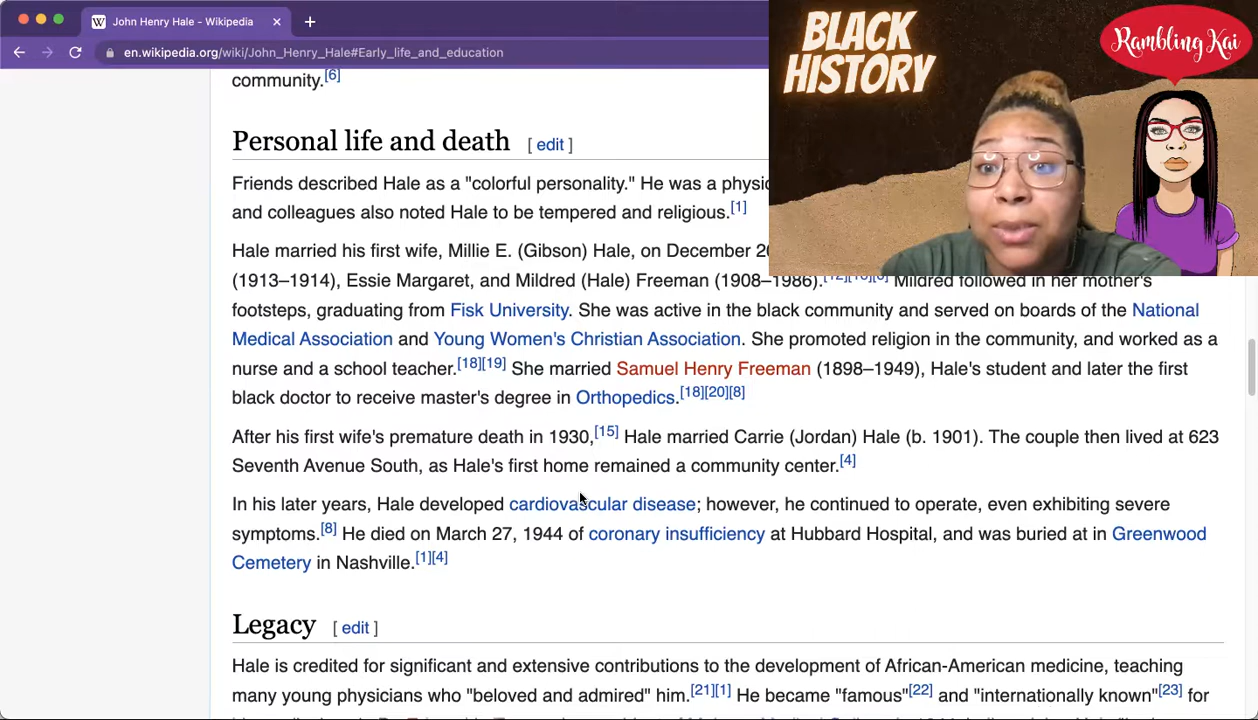 John Henry Hale - Wikipedia
en.wikipedia.org/wiki/John_Henry_Hale#Early_life_and_education
BLACK
HISTORY
Rambling Kai
community.[6]
Personal life and death [ edit ]
Friends described Hale as a "colorful personality." He was a physic
and colleagues also noted Hale to be tempered and religious.[1]
Hale married his first wife, Millie E. (Gibson) Hale, on December 2
(1913–1914), Essie Margaret, and Mildred (Hale) Freeman (1908–1986). Mildred followed in her mother's
footsteps, graduating from Fisk University. She was active in the black community and served on boards of the National
Medical Association and Young Women's Christian Association. She promoted religion in the community, and worked as a
nurse and a school teacher.[18][19] She married Samuel Henry Freeman (1898–1949), Hale's student and later the first
black doctor to receive master's degree in Orthopedics.[18][20][8]
After his first wife's premature death in 1930,[15] Hale married Carrie (Jordan) Hale (b. 1901). The couple then lived at 623
Seventh Avenue South, as Hale's first home remained a community center.[4]
In his later years, Hale developed cardiovascular disease; however, he continued to operate, even exhibiting severe
symptoms.[8] He died on March 27, 1944 of coronary insufficiency at Hubbard Hospital, and was buried at in Greenwood
Cemetery in Nashville.[1][4]
Legacy [ edit ]
Hale is credited for significant and extensive contributions to the development of African-American medicine, teaching
many young physicians who "beloved and admired" him.[21][1] He became "famous"[22] and "internationally known"[23] for